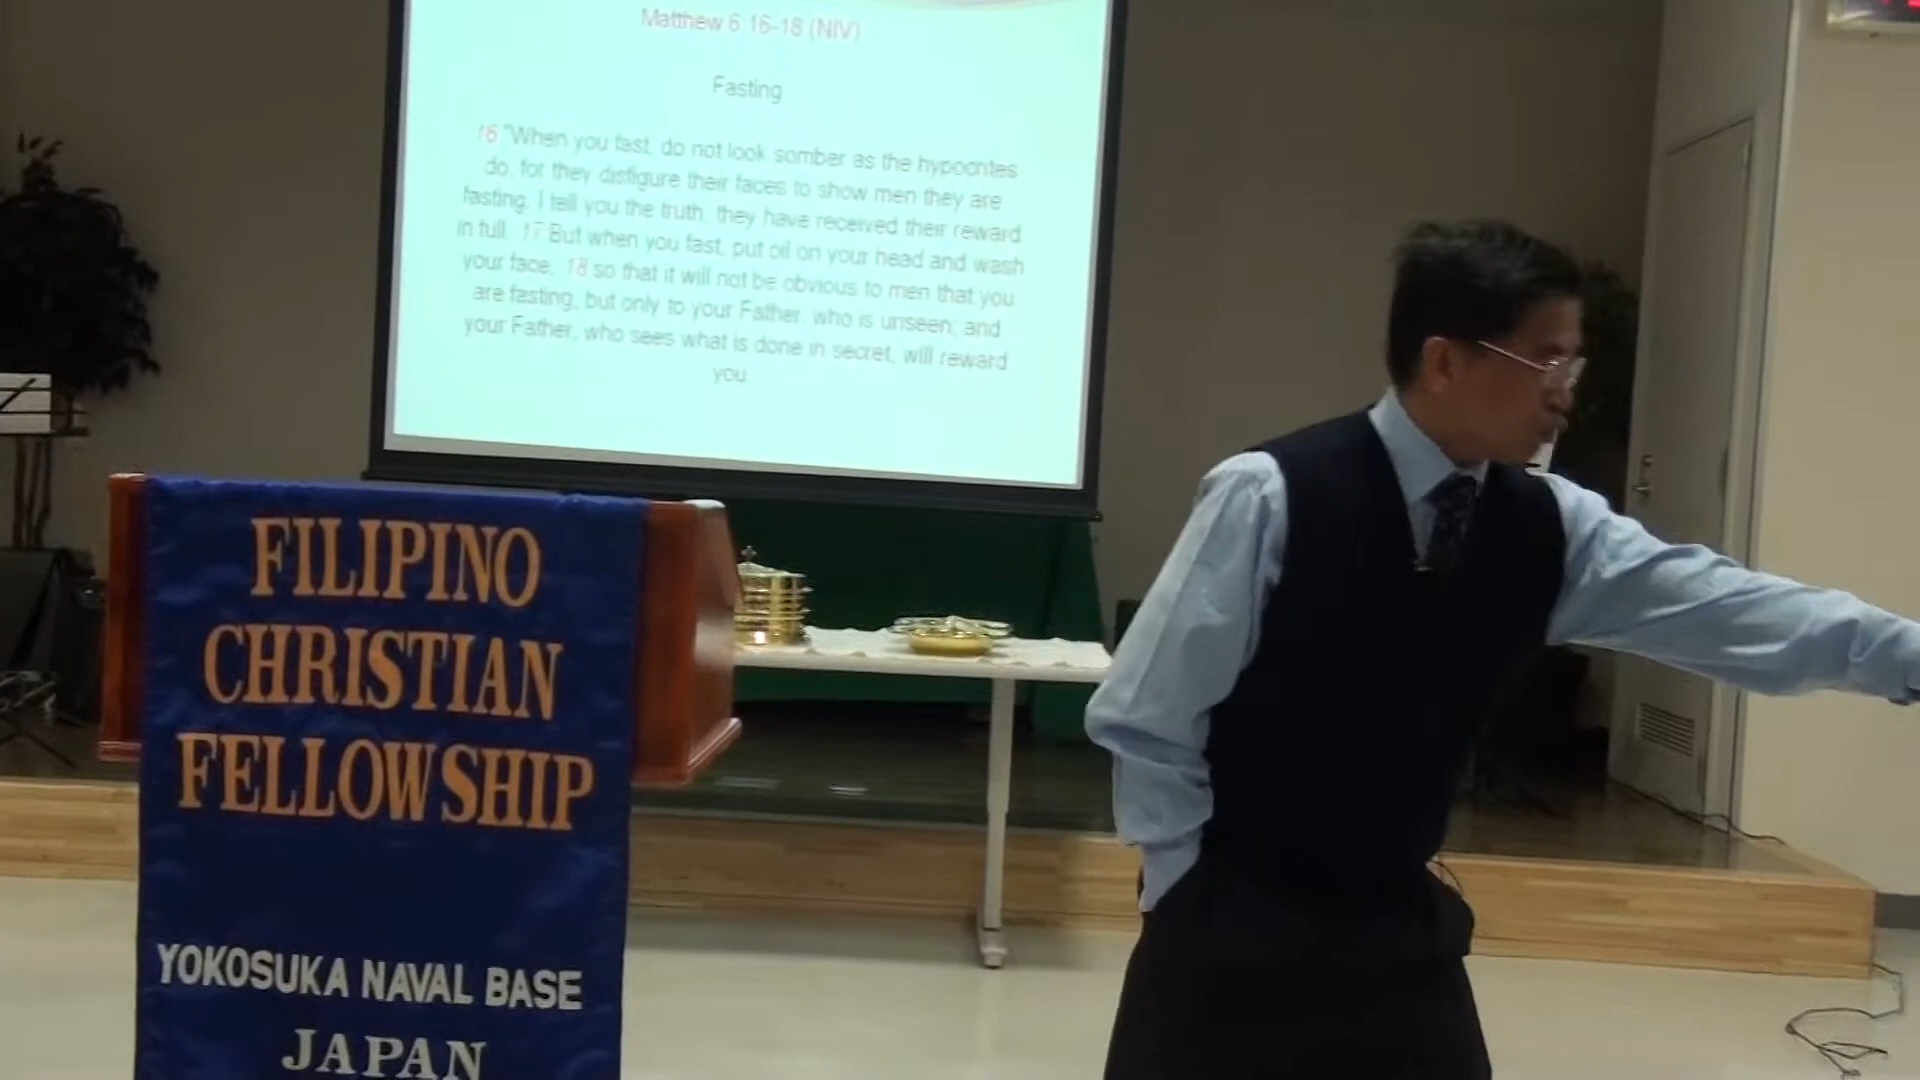 Matthew 6 16-18 (NIV)
Fasting
16 "When you fast, do not look somber as the hypocrites
do, for they disfigure their faces to show men they are
fasting. I tell you the truth, they have received their reward
in full. 17 But when you fast, put oil on your head and wash
your face, 18 so that it will not be obvious to men that you
are fasting, but only to your Father, who is unseen; and
your Father, who sees what is done in secret, will reward
you
FILIPINO
CHRISTIAN
FELLOWSHIP
YOKOSUKA NAVAL BASE
JAPAN